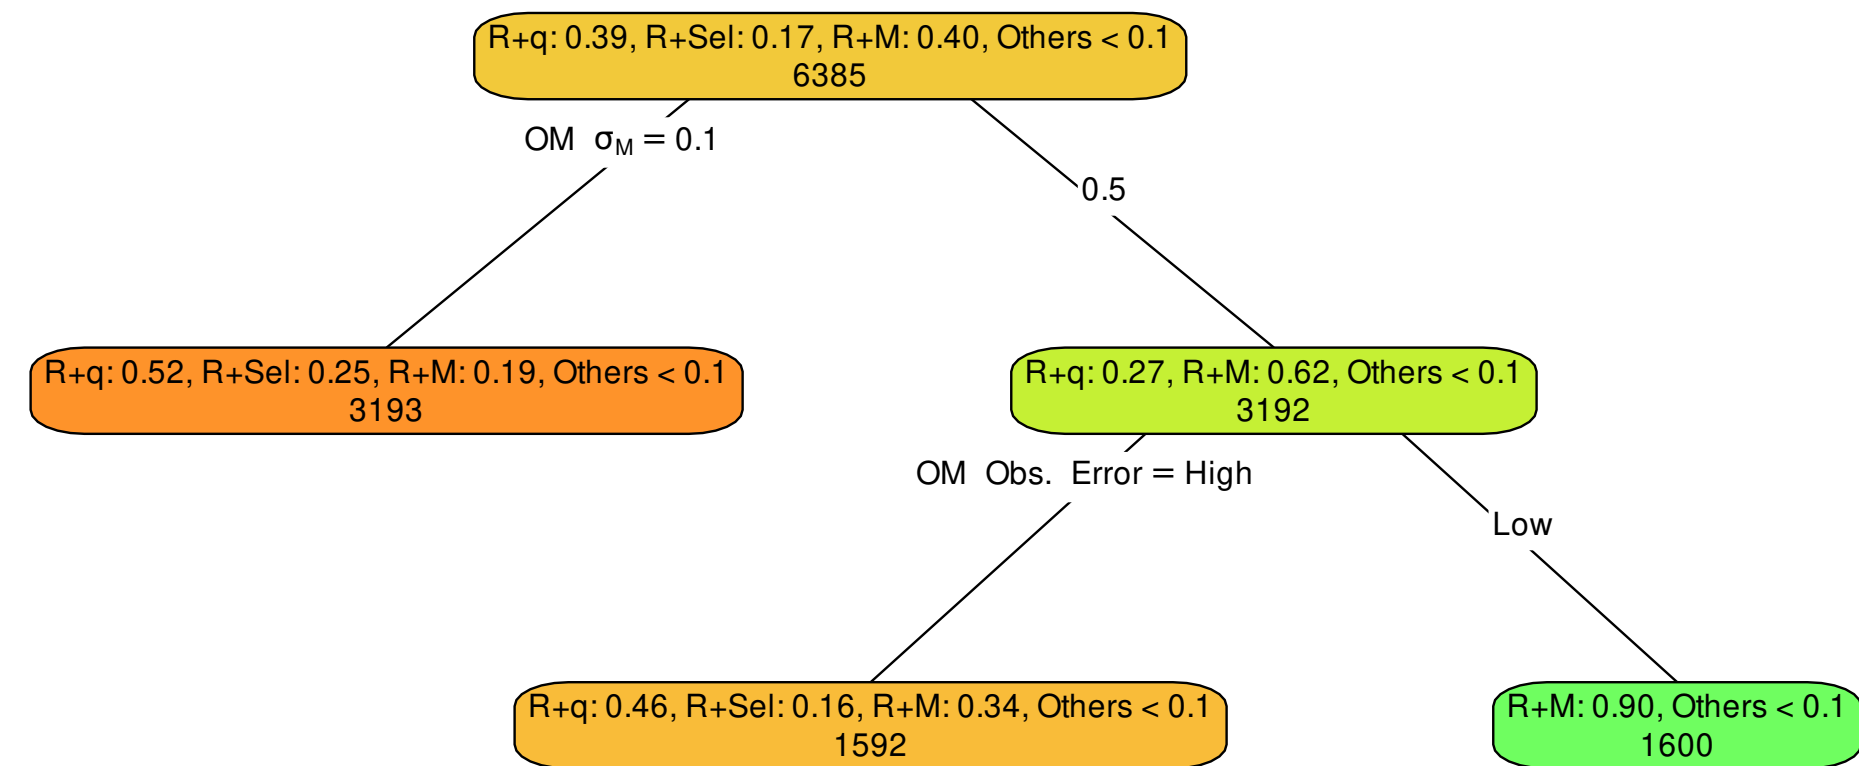 R+q: 0.39, R+Sel: 0.17, R+M: 0.40, Others < 0.1
6385
OM σM = 0.1
0.5
R+q: 0.52, R+Sel: 0.25, R+M: 0.19, Others < 0.1
3193
R+q: 0.27, R+M: 0.62, Others < 0.1
3192
OM Obs. Error = High
Low
R+q: 0.46, R+Sel: 0.16, R+M: 0.34, Others < 0.1
1592
R+M: 0.90, Others < 0.1
1600